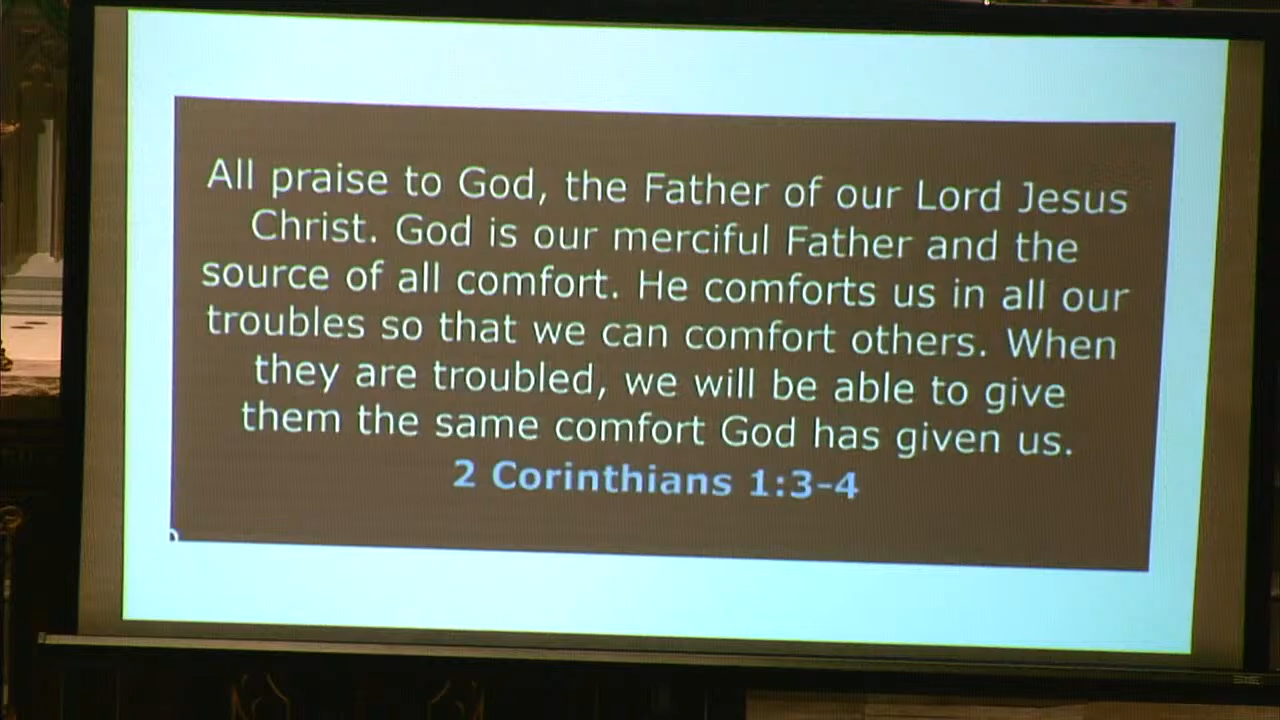 All praise to God, the Father of our Lord Jesus
Christ. God is our merciful Father and the
source of all comfort. He comforts us in all our
troubles so that we can comfort others. When
they are troubled, we will be able to give
them the same comfort God has given us.
2 Corinthians 1:3-4